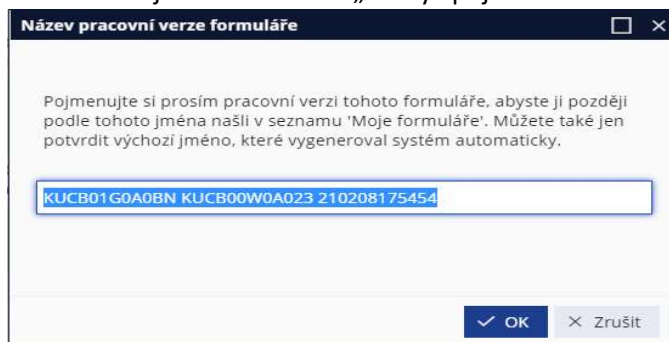 Název pracovní verze formuláře
Pojmenujte si prosím pracovní verzi tohoto formuláře, abyste ji později
podle tohoto jména našli v seznamu 'Moje formuláře'. Můžete také jen
potvrdit výchozí jméno, které vygeneroval systém automaticky.
KUCB01G0A0BN KUCB00W0A023 210208175454
OK
Zrušit